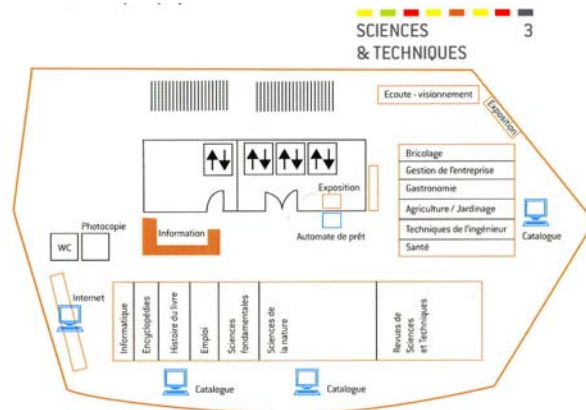 SCIENCES 3
& TECHNIQUES
Ecoute - visionnement
Exposition
Bricolage
Gestion de l'entreprise
Gastronomie
Agriculture / Jardinage
Techniques de l'ingénieur
Santé
Catalogue
Exposition
Automate de prêt
Information
Photocopie
WC
Internet
Informatique
Encyclopédies
Histoire du livre
Emploi
Sciences
fondamentales
Sciences de
la nature
Revues de
Sciences
et Techniques
Catalogue
Catalogue